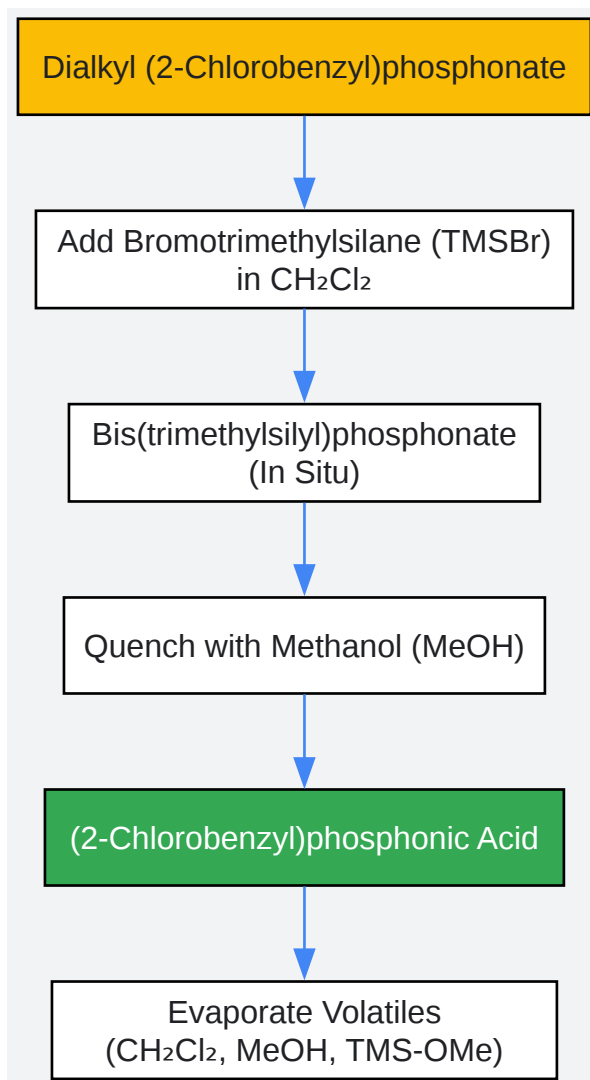 Dialkyl (2-Chlorobenzyl)phosphonate
Add Bromotrimethylsilane (TMSBr)
in CH₂Cl₂
Bis(trimethylsilyl)phosphonate
(In Situ)
Quench with Methanol (MeOH)
(2-Chlorobenzyl)phosphonic Acid
Evaporate Volatiles
(CH₂Cl₂, MeOH, TMS-OMe)